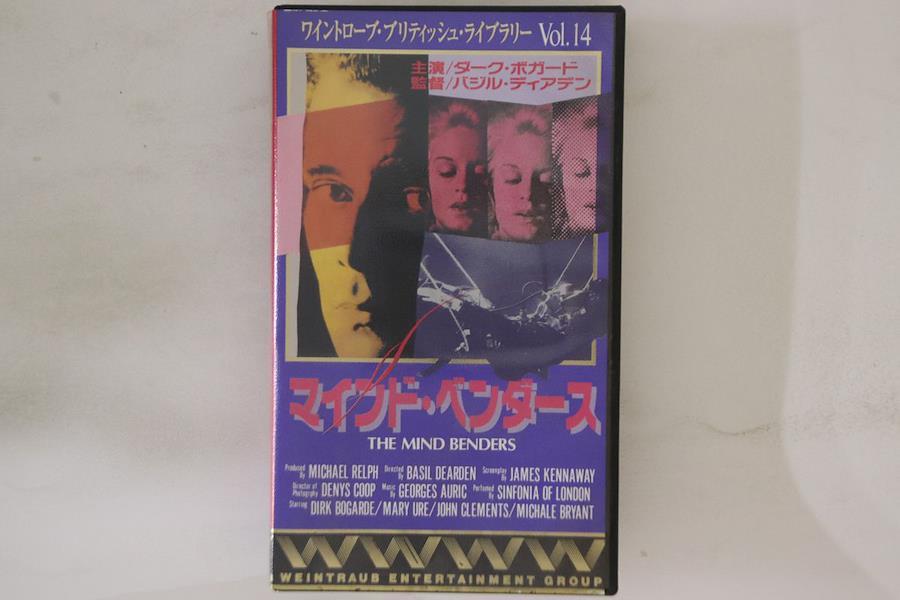 ワイントローブ・ブリティッシュ・ライブラリー Vol.14
主演/ダーク・ボガード
監督/バジル・ディアデン
マインド・ベンダース
THE MIND BENDERS
Produced By MICHAEL RELPH Directed By BASIL DEARDEN Screenplay By JAMES KENNAWAY
Director of Photography DENYS COOP Music By GEORGES AURIC Performed By SINFONIA OF LONDON
Starring DIRK BOGARDE/MARY URE/JOHN CLEMENTS/MICHALE BRYANT
WEINTRAUB ENTERTAINMENT GROUP